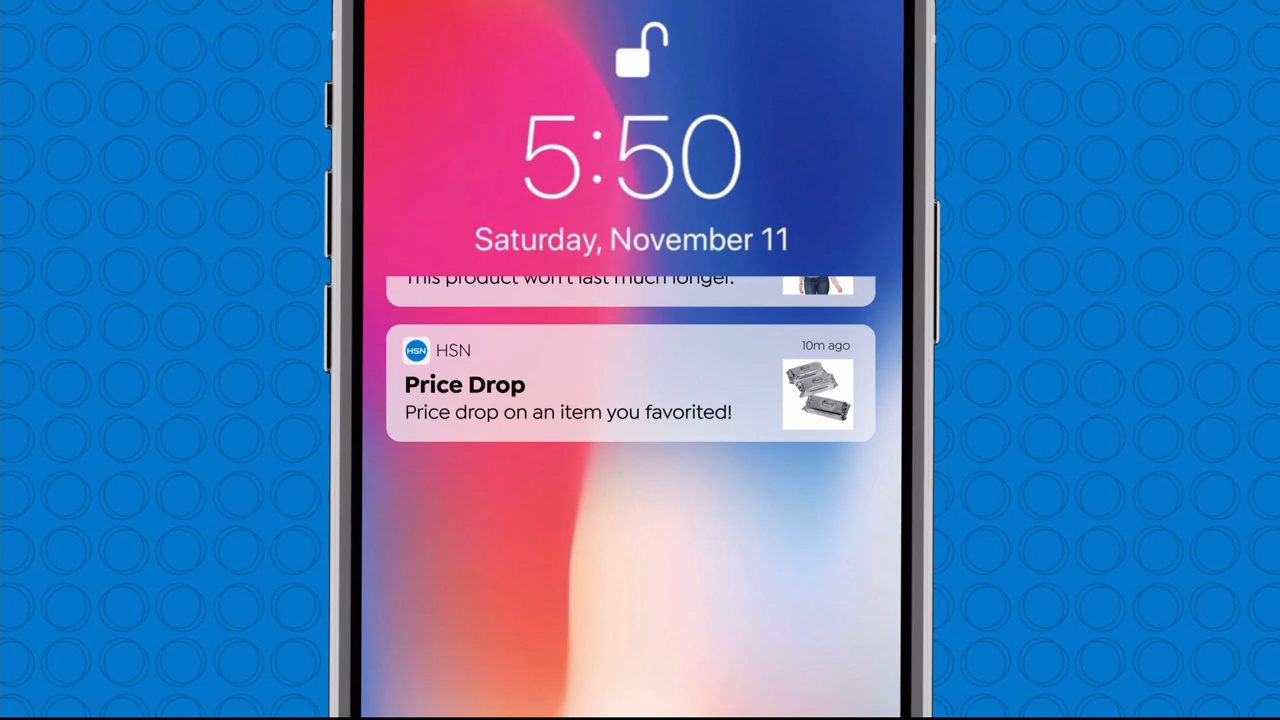 5:50
Saturday, November 11
This product won't last much longer.
HSN HSN
10m ago
Price Drop
Price drop on an item you favorited!